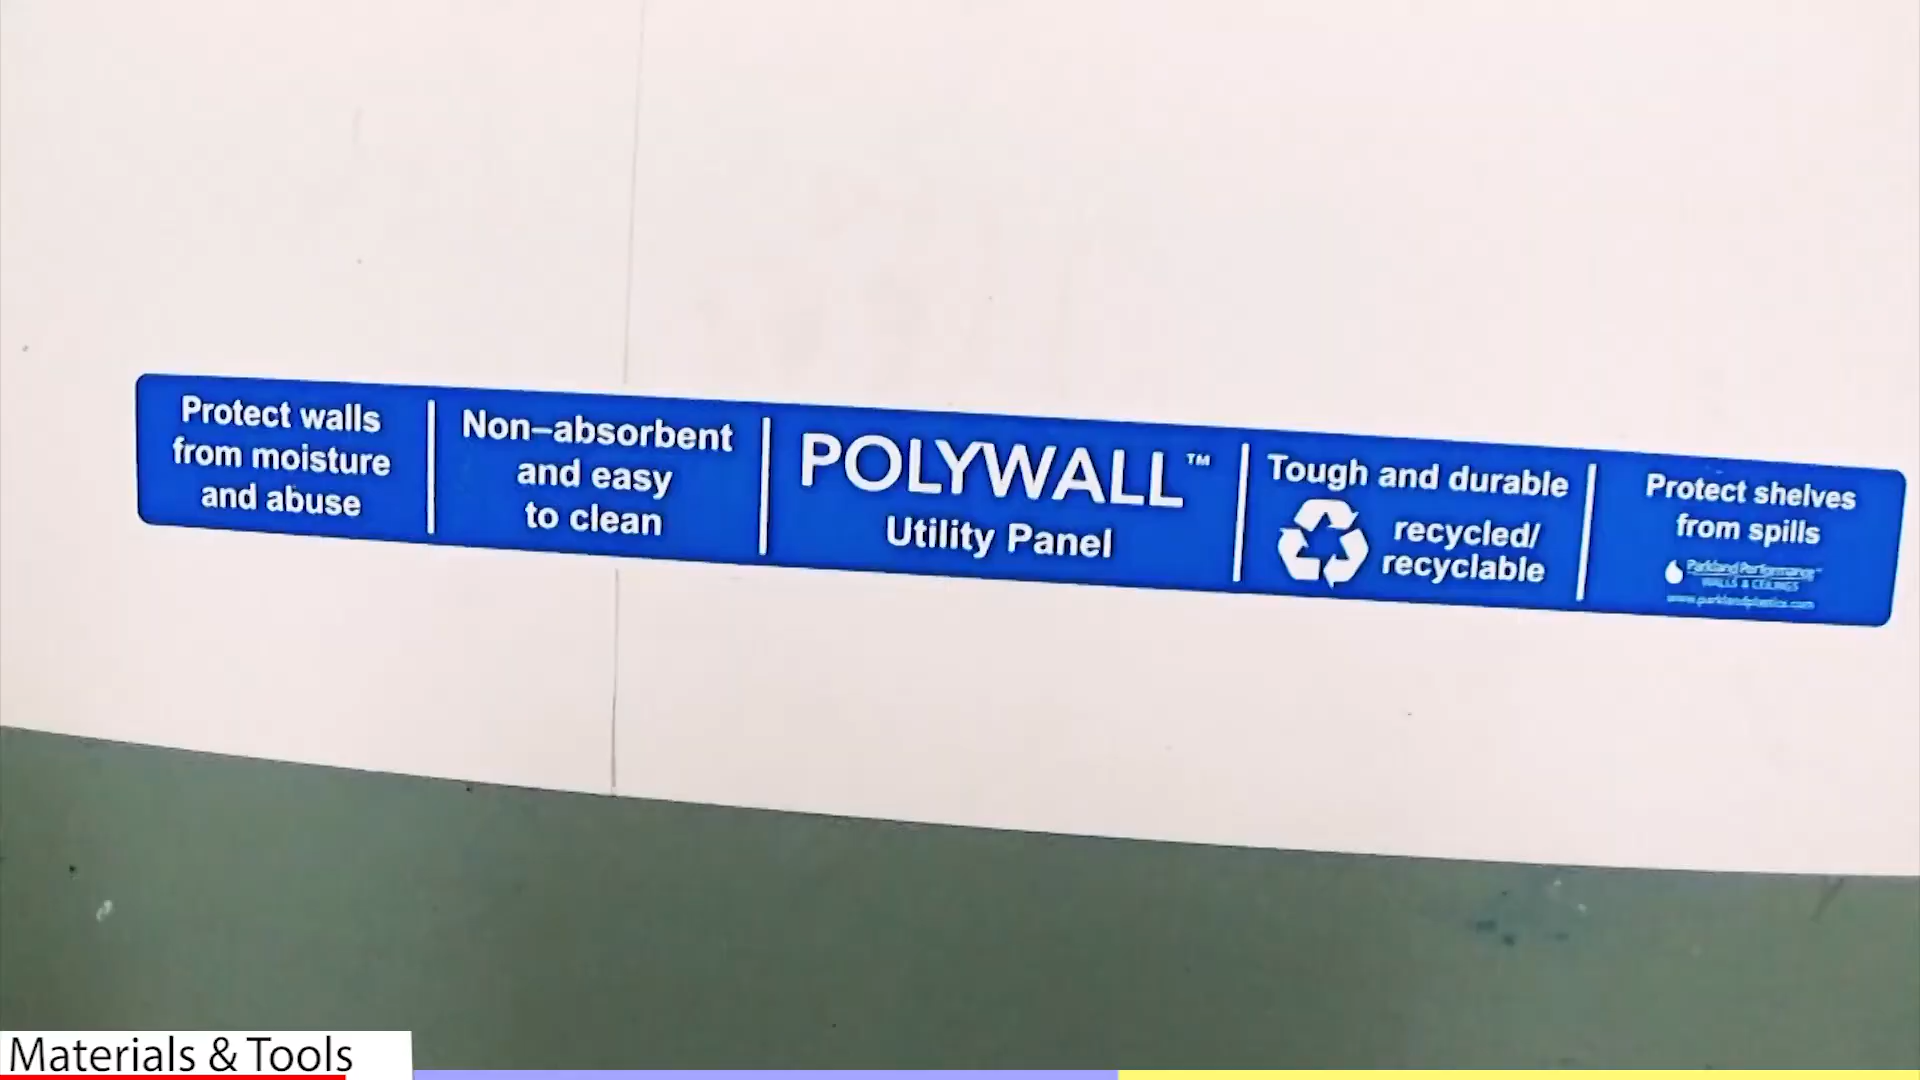 Protect walls
from moisture
and abuse
Non–absorbent
and easy
to clean
POLYWALL™
Utility Panel
Tough and durable
recycled/
recyclable
Protect shelves
from spills
Parkland Performance™
WALLS & CEILINGS
www.parklandplastics.com
Materials & Tools